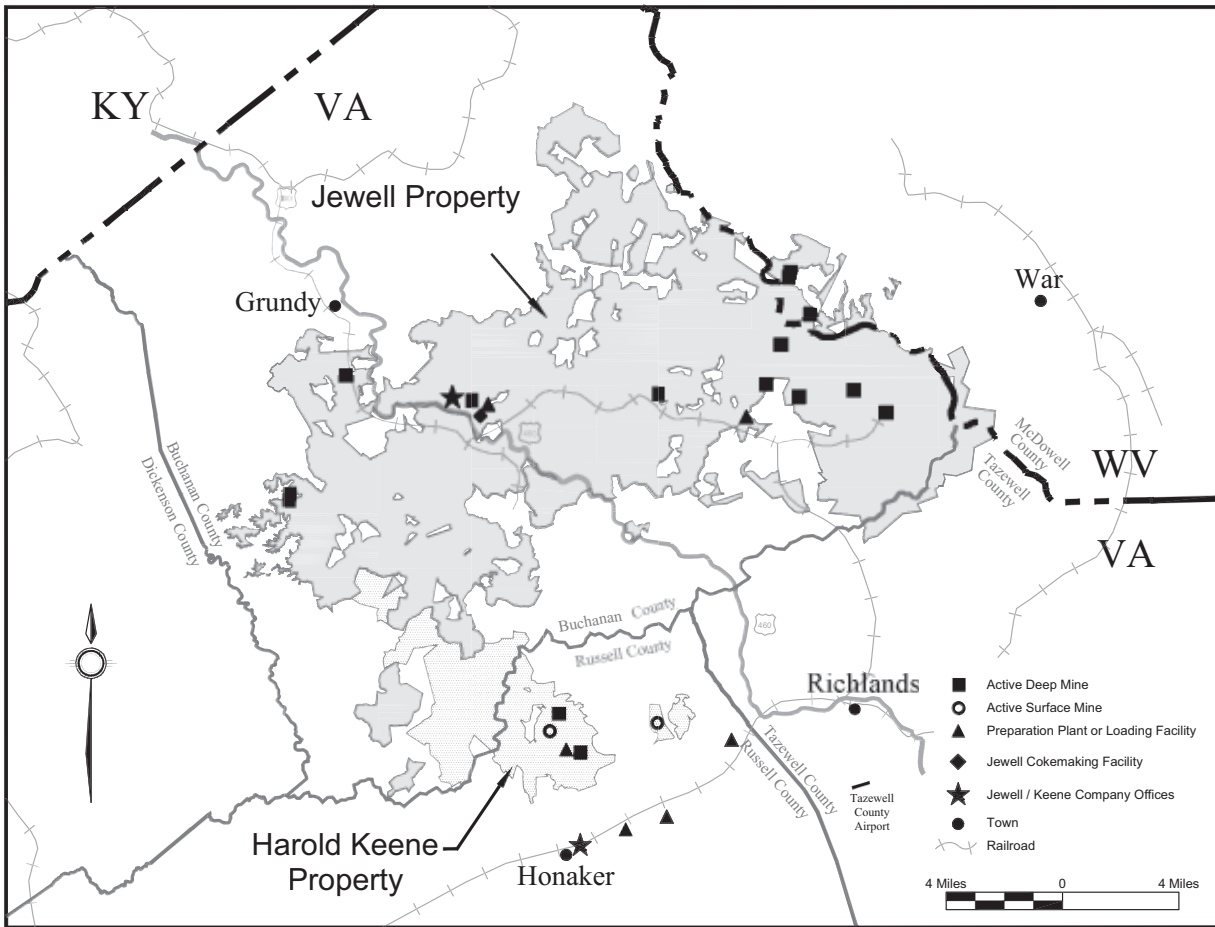 KY
VA
Jewell Property
War
Grundy
McDowell
County
Tazewell
County
WV
VA
Buchanan County
Dickenson County
Buchanan County
Russell County
460
Richlands
Tazewell County
Russell County
Tazewell
County
Airport
Harold Keene
Property
Honaker
Active Deep Mine
Active Surface Mine
Preparation Plant or Loading Facility
Jewell Cokemaking Facility
Jewell / Keene Company Offices
Town
Railroad
4 Miles
0
4 Miles